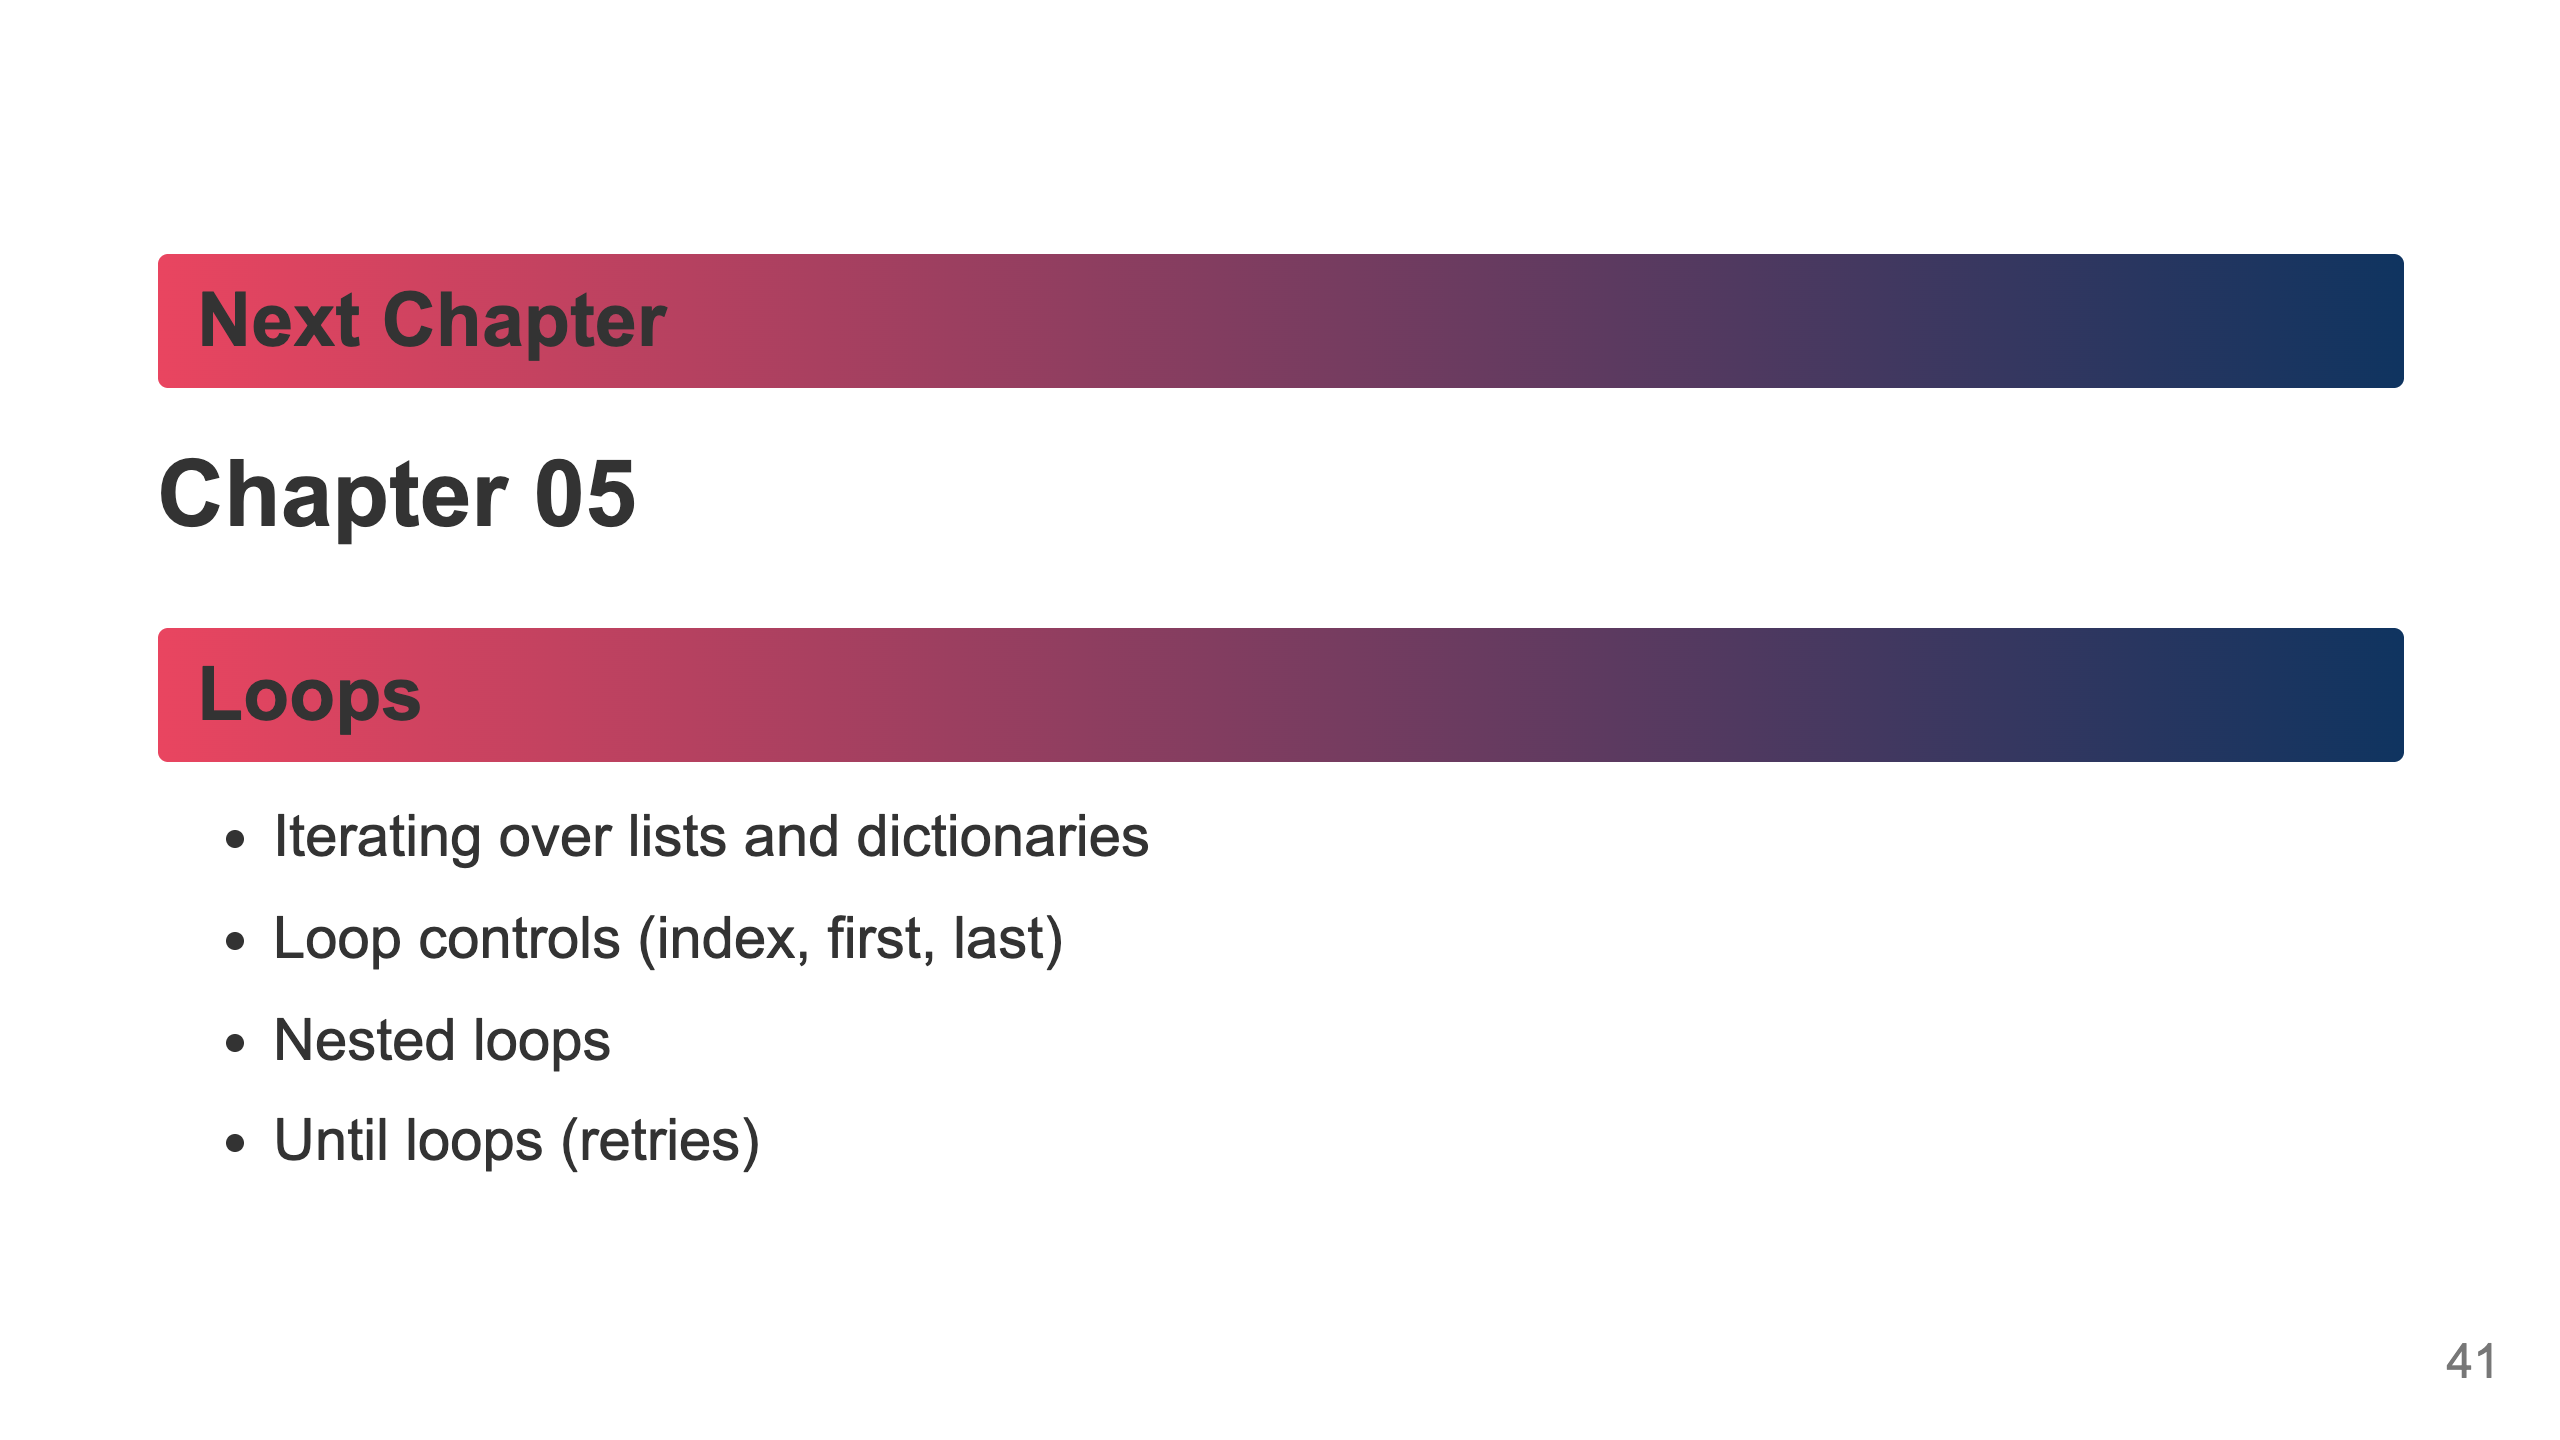 Next Chapter
Chapter 05
Loops
• Iterating over lists and dictionaries
• Loop controls (index, first, last)
• Nested loops
• Until loops (retries)
41